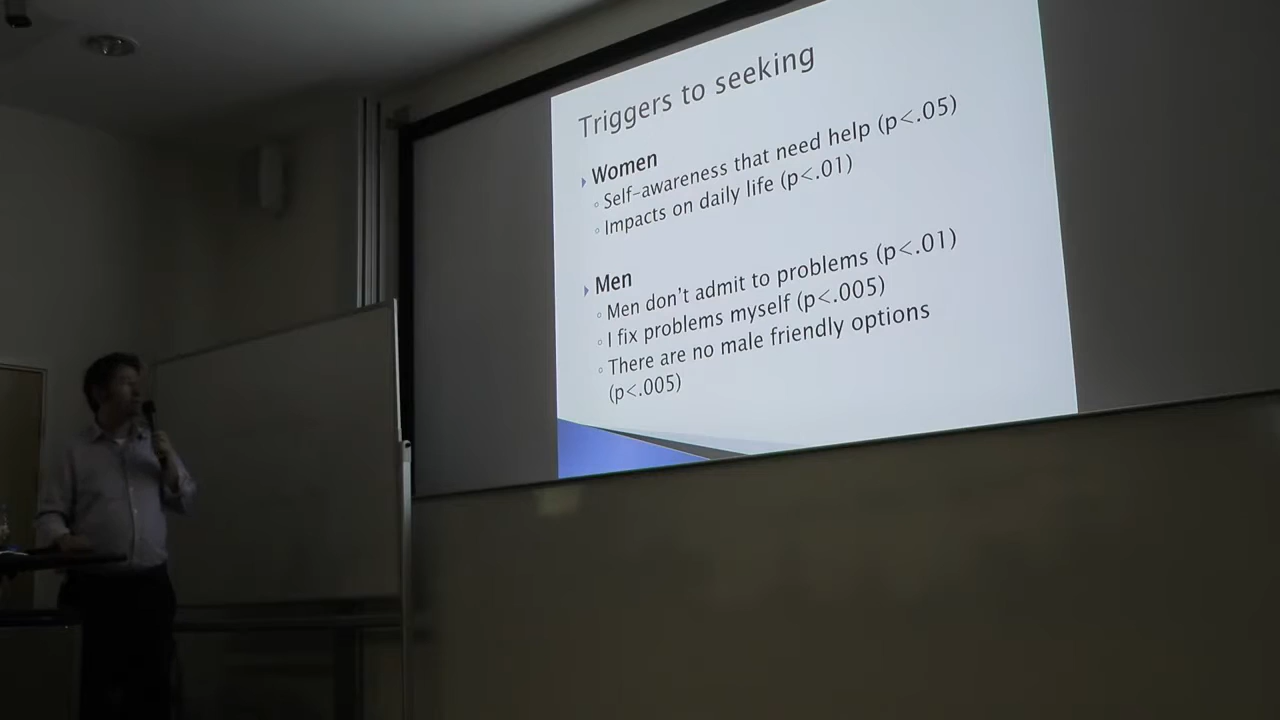 Triggers to seeking
Women
Self-awareness that need help (p<.05)
Impacts on daily life (p<.01)
Men
Men don't admit to problems (p<.01)
I fix problems myself (p<.005)
There are no male friendly options
(p<.005)